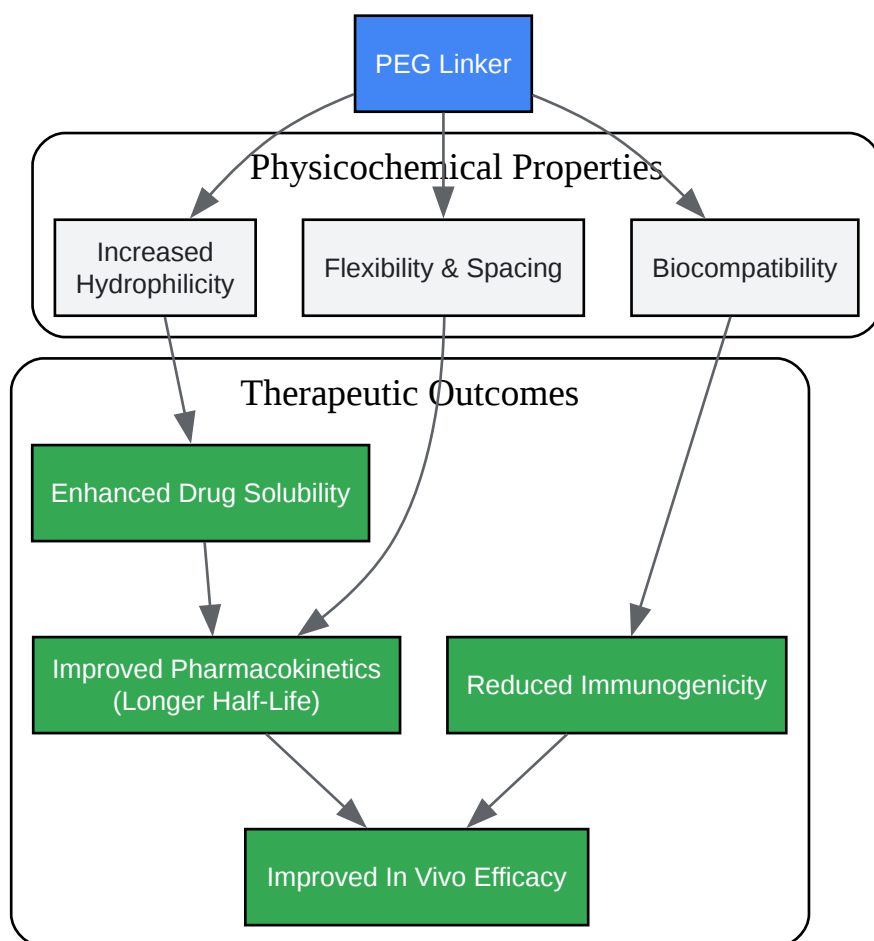 PEG Linker
Physicochemical Properties
Increased
Hydrophilicity
Flexibility & Spacing
Biocompatibility
Therapeutic Outcomes
Enhanced Drug Solubility
Improved Pharmacokinetics
(Longer Half-Life)
Reduced Immunogenicity
Improved In Vivo Efficacy